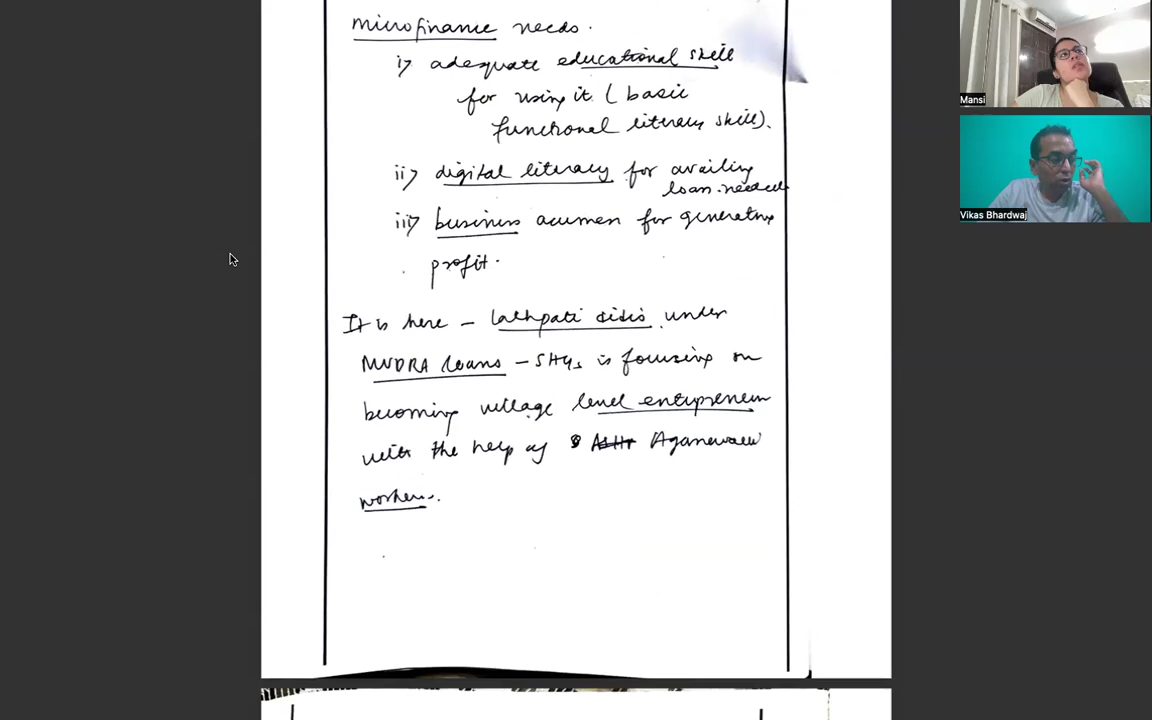 microfinance needs.
i) adequate educational skill
for using it (basic
functional literacy skill).
ii) digital literacy for availing
loan needed
iii) business acumen for generating
profit.
It is here - lakhpati didis under
MUDRA loans - SHGs is focusing on
becoming village level entrepreneur
with the help of
workers.
Mansi
Vikas Bhardwaj